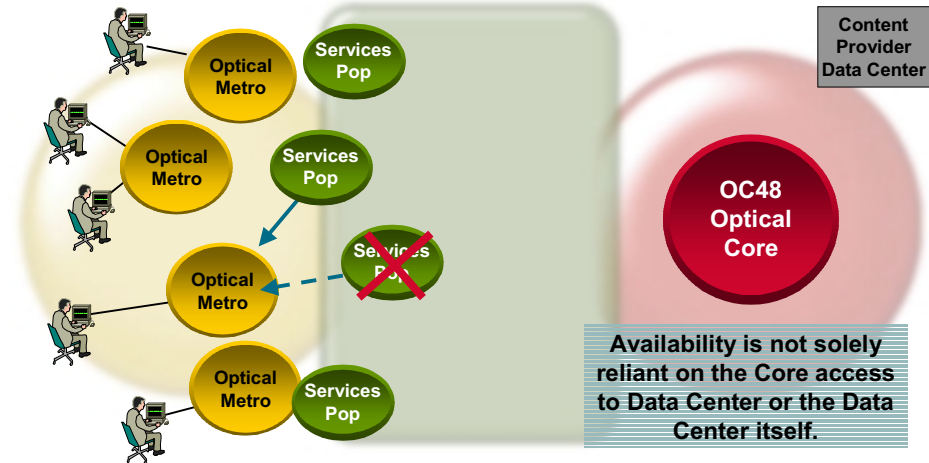 Optical
Metro
Services
Pop
Content
Provider
Data Center
Optical
Metro
Services
Pop
OC48
Optical
Core
Optical
Metro
Services
Pop
Optical
Metro
Services
Pop
Availability is not solely
reliant on the Core access
to Data Center or the Data
Center itself.